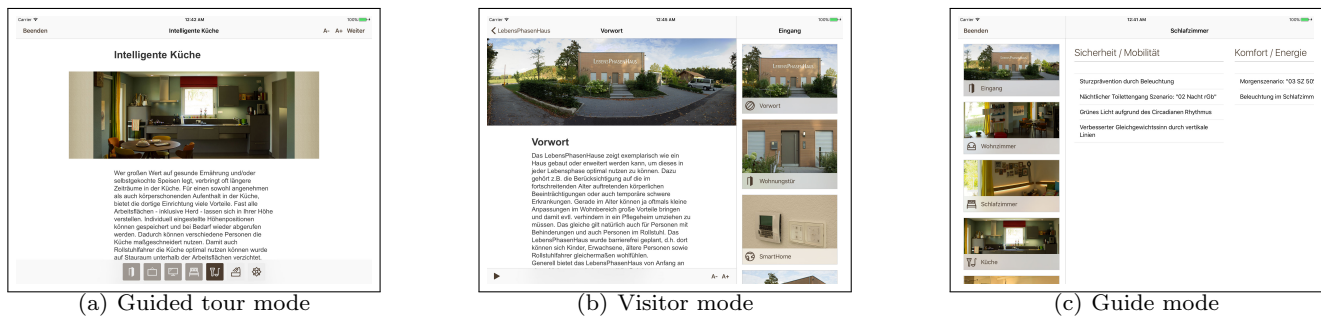 Carrier 12:42 AM 100%
Beenden Intelligente Küche A- A+ Weiter
Intelligente Küche
Wer großen Wert auf gesunde Ernährung und/oder
selbstgekochte Speisen legt, verbringt oft längere
Zeiträume in der Küche. Für einen sowohl angenehmen
als auch körperschonenden Aufenthalt in der Küche,
bietet die dortige Einrichtung viele Vorteile. Fast alle
Arbeitsflächen - inklusive Herd - lassen sich in Ihrer Höhe
verstellen. Individuell eingestellte Höhenpositionen
können gespeichert und bei Bedarf wieder abgerufen
werden. Dadurch können verschiedene Personen die
Küche maßgeschneidert nutzen. Damit auch
Rollstuhlfahrer die Küche optimal nutzen können wurde
auf Stauraum unterhalb der Arbeitsflächen verzichtet.
(a) Guided tour mode
Carrier 12:45 AM 100%
LebensPhasenHaus Vorwort Eingang
LebensPhasenHaus
Vorwort
Das LebensPhasenHause zeigt exemplarisch wie ein
Haus gebaut oder erweitert werden kann, um dieses in
jeder Lebensphase optimal nutzen zu können. Dazu
gehört z.B. die Berücksichtigung auf die im
fortschreitenden Alter auftretenden körperlichen
Beeinträchtigungen oder auch temporäre schwere
Erkrankungen. Gerade im Alter können ja oftmals kleine
Anpassungen im Wohnbereich große Vorteile bringen
und damit evtl. verhindern in ein Pflegeheim umziehen zu
müssen. Das gleiche gilt natürlich auch für Personen mit
Behinderungen und auch Personen im Rollstuhl. Das
LebensPhasenHaus wurde barrierefrei geplant, d.h. dort
können sich Kinder, Erwachsene, ältere Personen sowie
Rollstuhlfahrer gleichermaßen wohlfühlen.
Generell bietet das LebensPhasenHaus von Anfang an
A- A+
Vorwort
Wohnungstür
SmartHome
(b) Visitor mode
Carrier 12:41 AM 100%
Beenden Schlafzimmer
Eingang
Wohnzimmer
Schlafzimmer
Küche
Sicherheit / Mobilität
Sturzprävention durch Beleuchtung
Nächtlicher Toilettengang Szenario: "02 Nacht rGb"
Grünes Licht aufgrund des Circadianen Rhythmus
Verbesserter Gleichgewichtssinn durch vertikale
Linien
Komfort / Energie
Morgenszenario: "03 SZ 50
Beleuchtung im Schlafzimm
(c) Guide mode